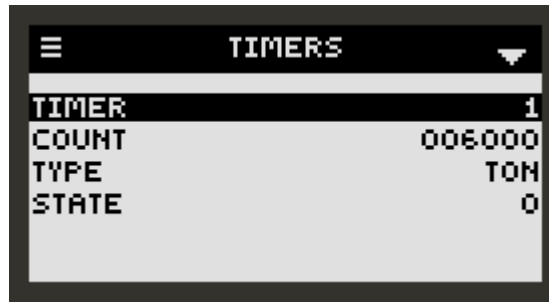 TIMERS
TIMER 1
COUNT 006000
TYPE TON
STATE 0